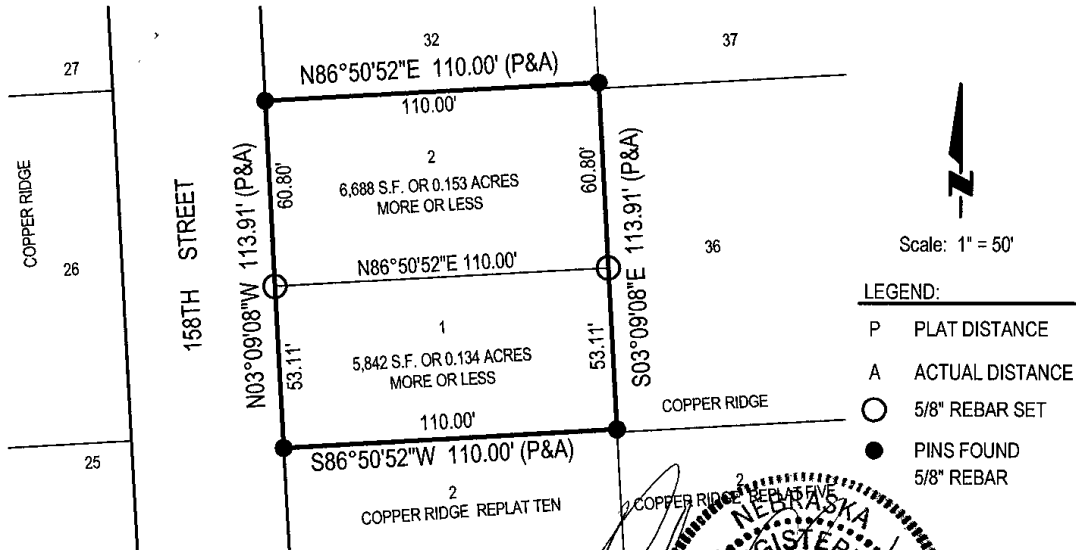 32
37
27
N86°50'52"E 110.00' (P&A)
110.00'
COPPER RIDGE
26
158TH STREET
N03°09'08"W 113.91' (P&A)
60.80'
2
6,688 S.F. OR 0.153 ACRES
MORE OR LESS
60.80'
S03°09'08"E 113.91' (P&A)
36
N
Scale: 1" = 50'
N86°50'52"E 110.00'
53.11'
1
5,842 S.F. OR 0.134 ACRES
MORE OR LESS
53.11'
110.00'
COPPER RIDGE
S86°50'52"W 110.00' (P&A)
25
2
COPPER RIDGE REPLAT TEN
2
COPPER RIDGE REPLAT FIVE
LEGEND:
P PLAT DISTANCE
A ACTUAL DISTANCE
5/8" REBAR SET
PINS FOUND
5/8" REBAR
NEBRASKA